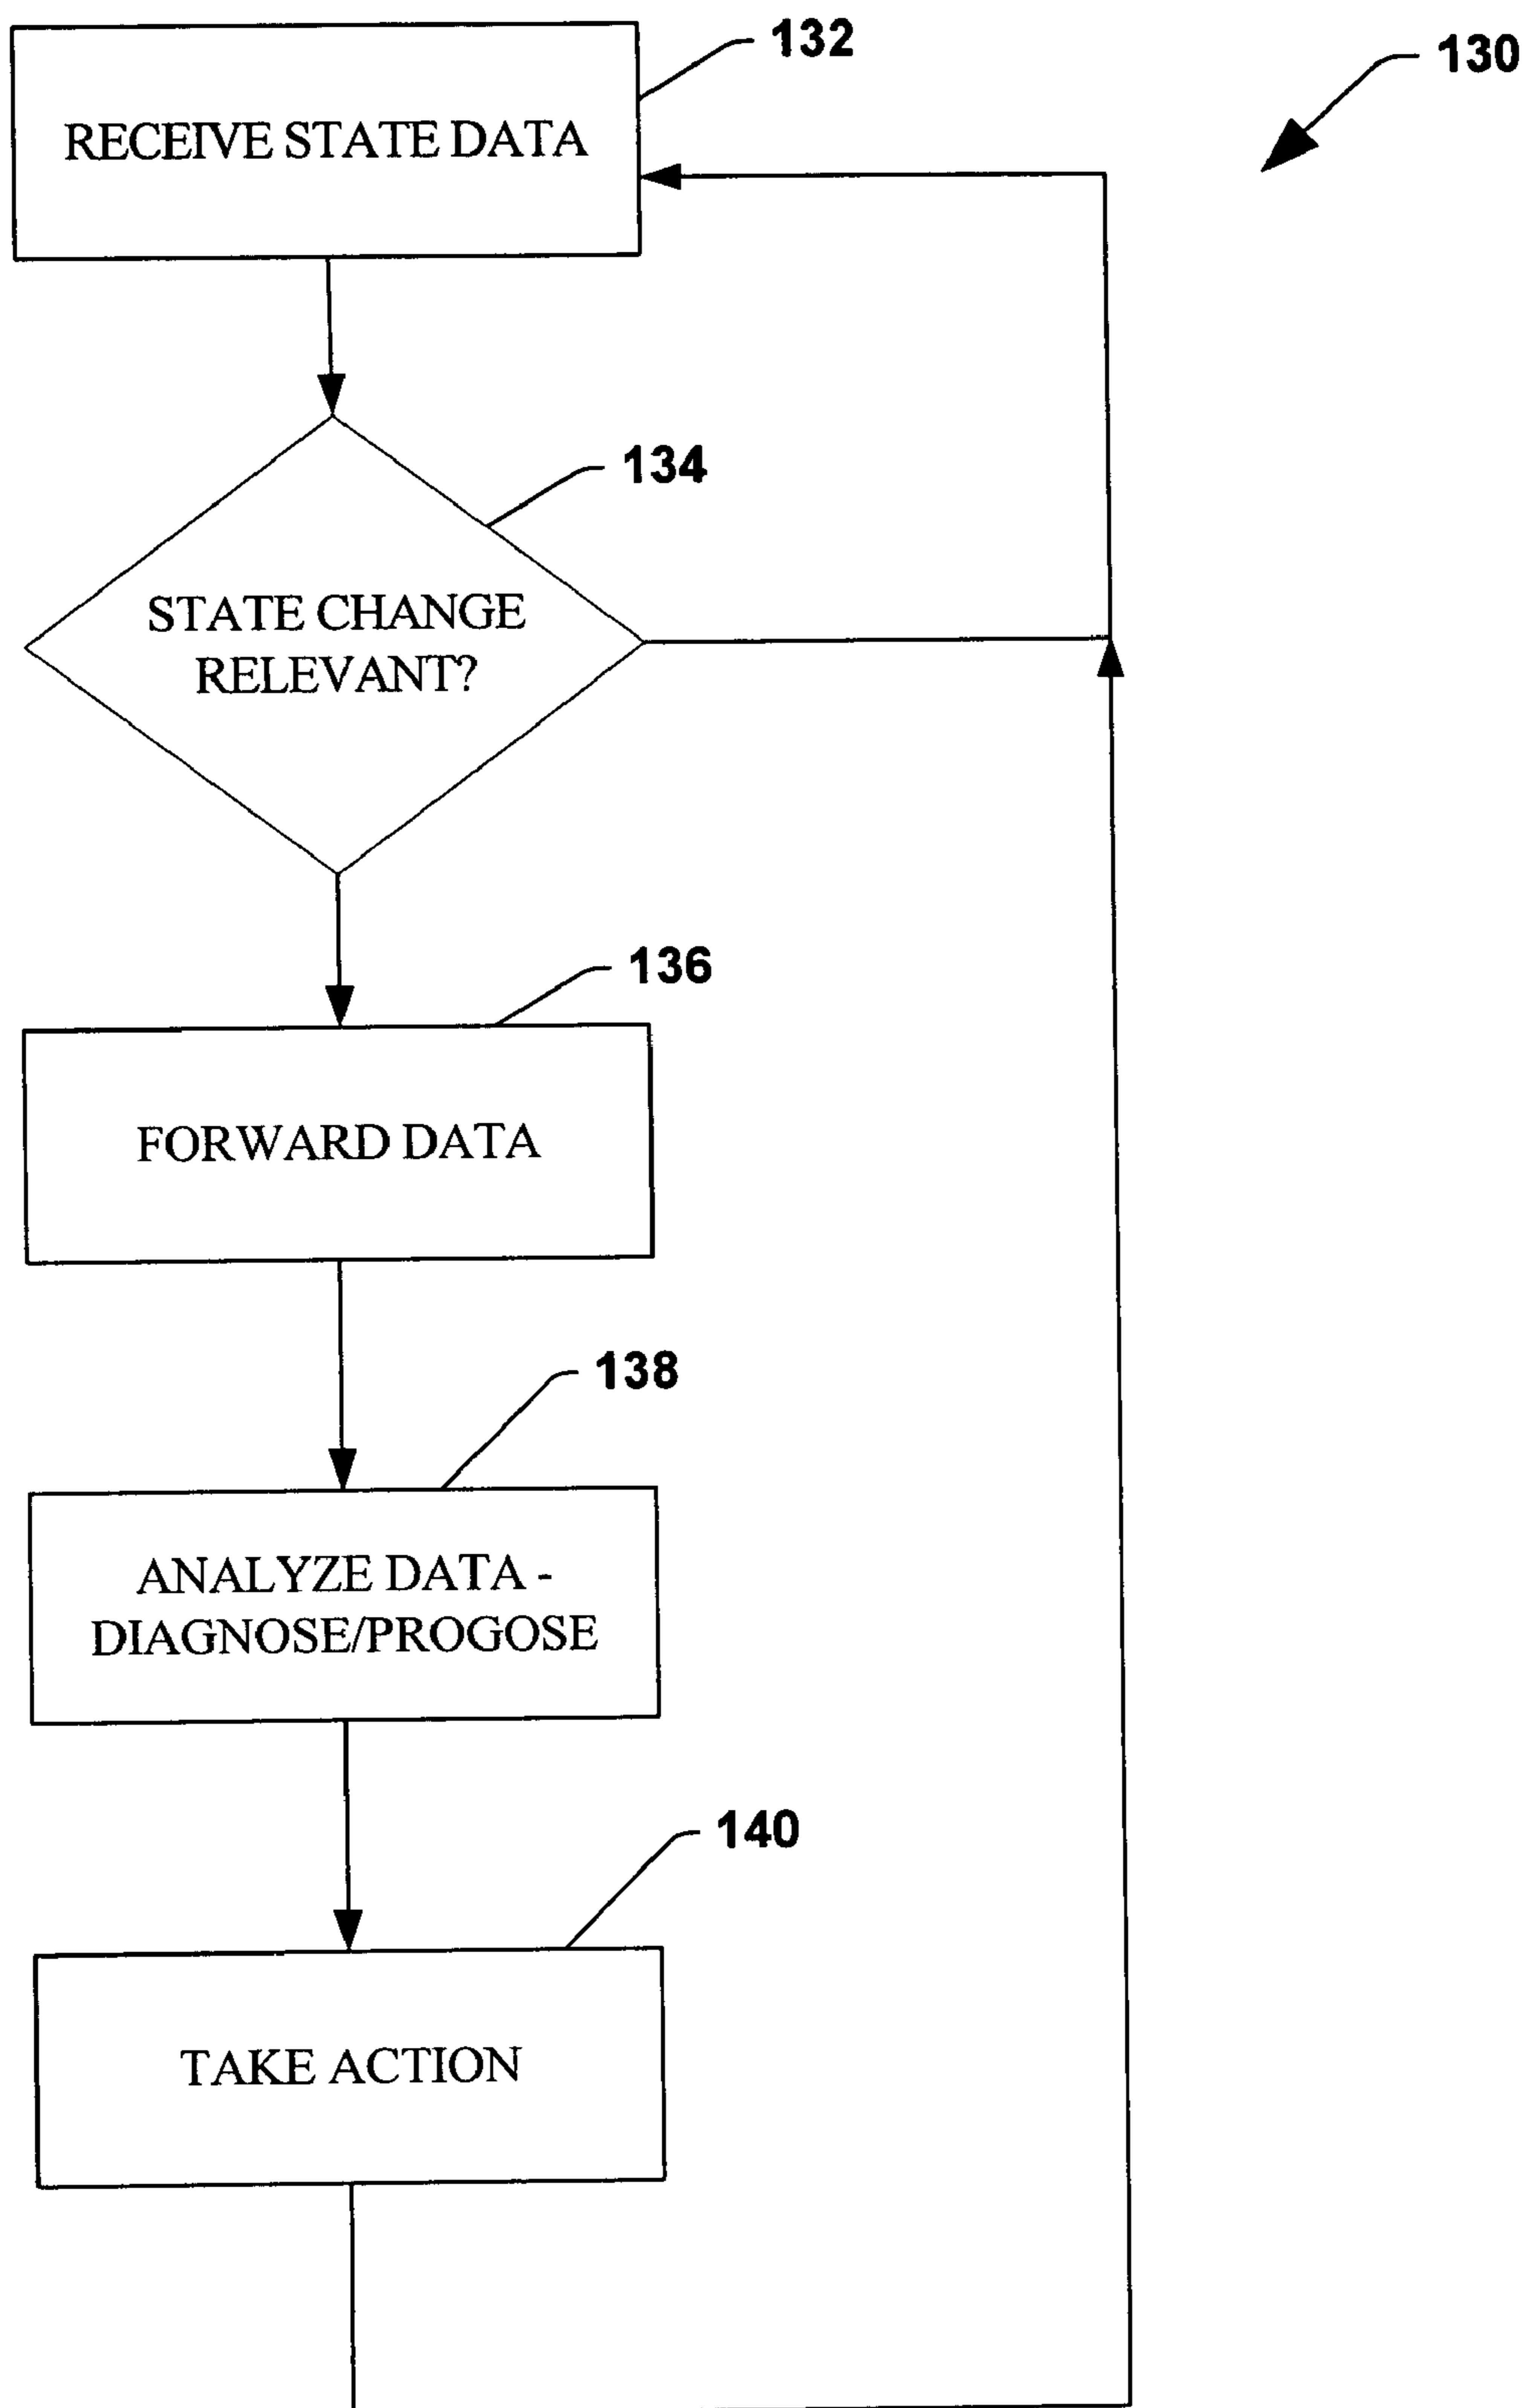 132
130
RECEIVE STATE DATA
134
STATE CHANGE
RELEVANT?
136
FORWARD DATA
138
ANALYZE DATA -
DIAGNOSE/PROGOSE
140
TAKE ACTION